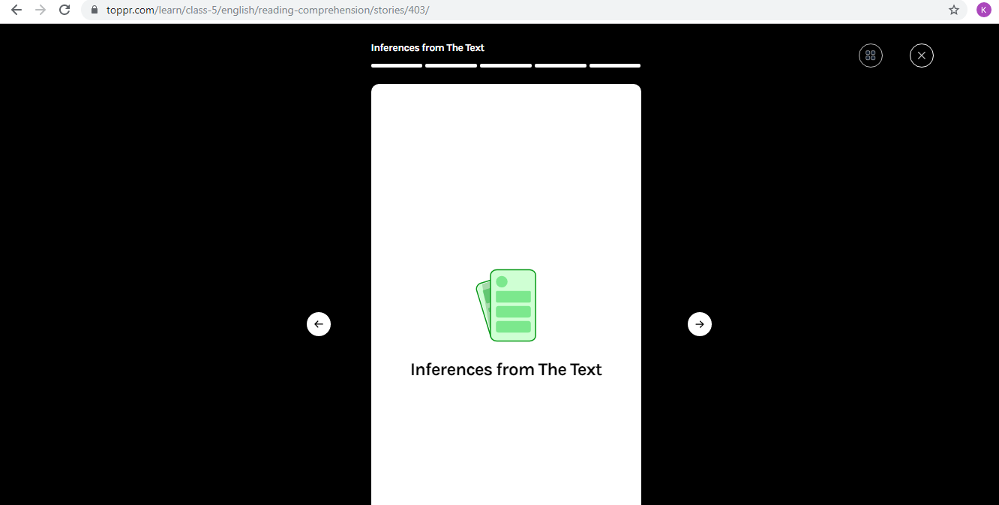 toppr.com/learn/class-5/english/reading-comprehension/stories/403/
K
Inferences from The Text
Inferences from The Text